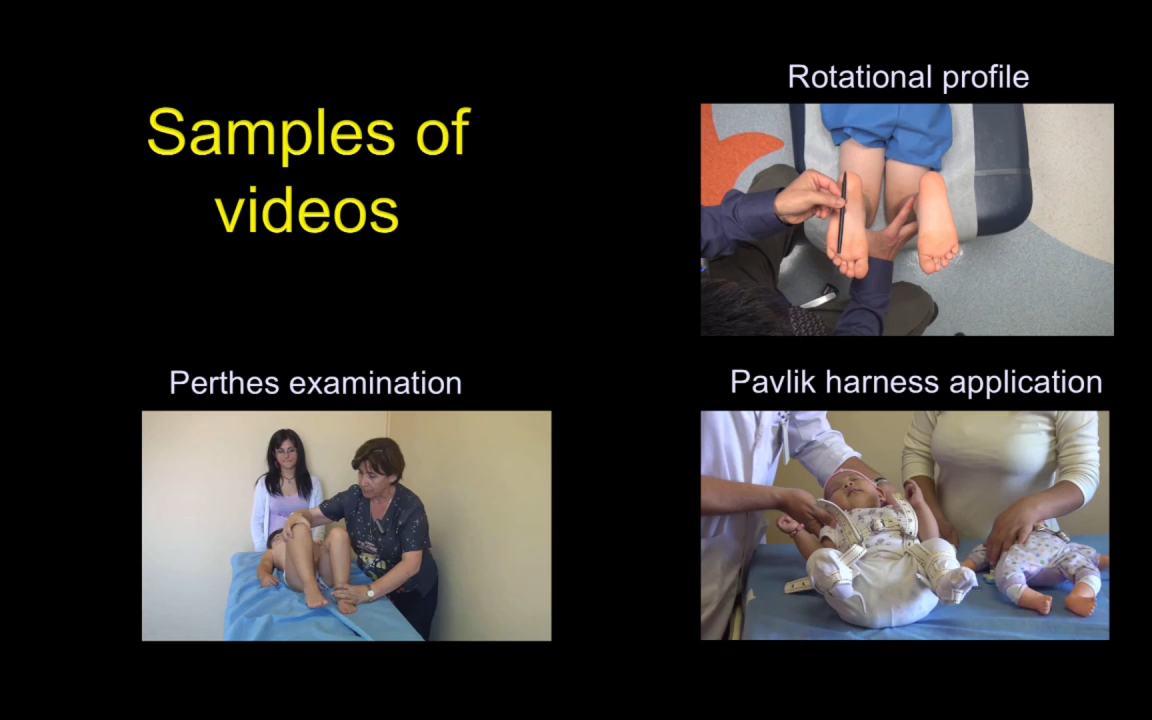 Samples of
videos
Rotational profile
Perthes examination
Pavlik harness application